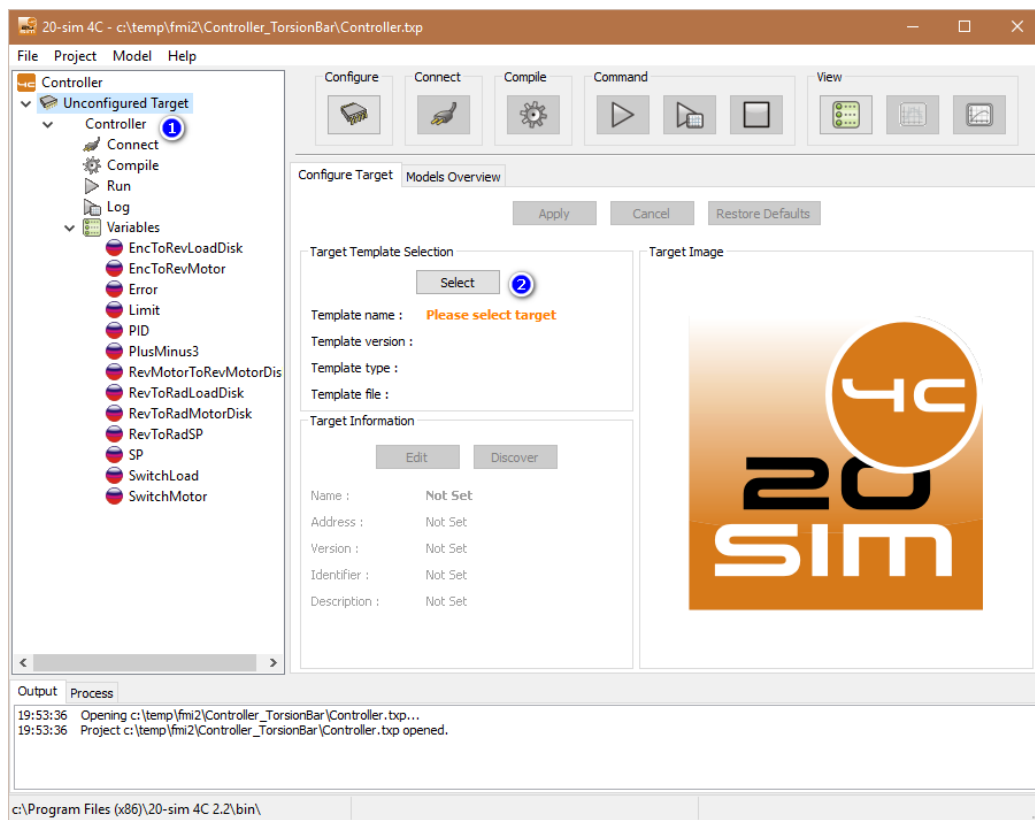 20-sim 4C - c:\temp\fmi2\Controller_TorsionBar\Controller.txp
File Project Model Help
Controller
Unconfigured Target
Controller 1
Connect
Compile
Run
Log
Variables
EncToRevLoadDisk
EncToRevMotor
Error
Limit
PID
PlusMinus3
RevMotorToRevMotorDis
RevToRadLoadDisk
RevToRadMotorDisk
RevToRadSP
SP
SwitchLoad
SwitchMotor
Configure Connect Compile Command View
Configure Target Models Overview
Apply Cancel Restore Defaults
Target Template Selection
Select 2
Template name : Please select target
Template version :
Template type :
Template file :
Target Information
Edit Discover
Name : Not Set
Address : Not Set
Version : Not Set
Identifier : Not Set
Description : Not Set
Target Image
4C
20
SIM
Output Process
19:53:36 Opening c:\temp\fmi2\Controller_TorsionBar\Controller.txp...
19:53:36 Project c:\temp\fmi2\Controller_TorsionBar\Controller.txp opened.
c:\Program Files (x86)\20-sim 4C 2.2\bin\